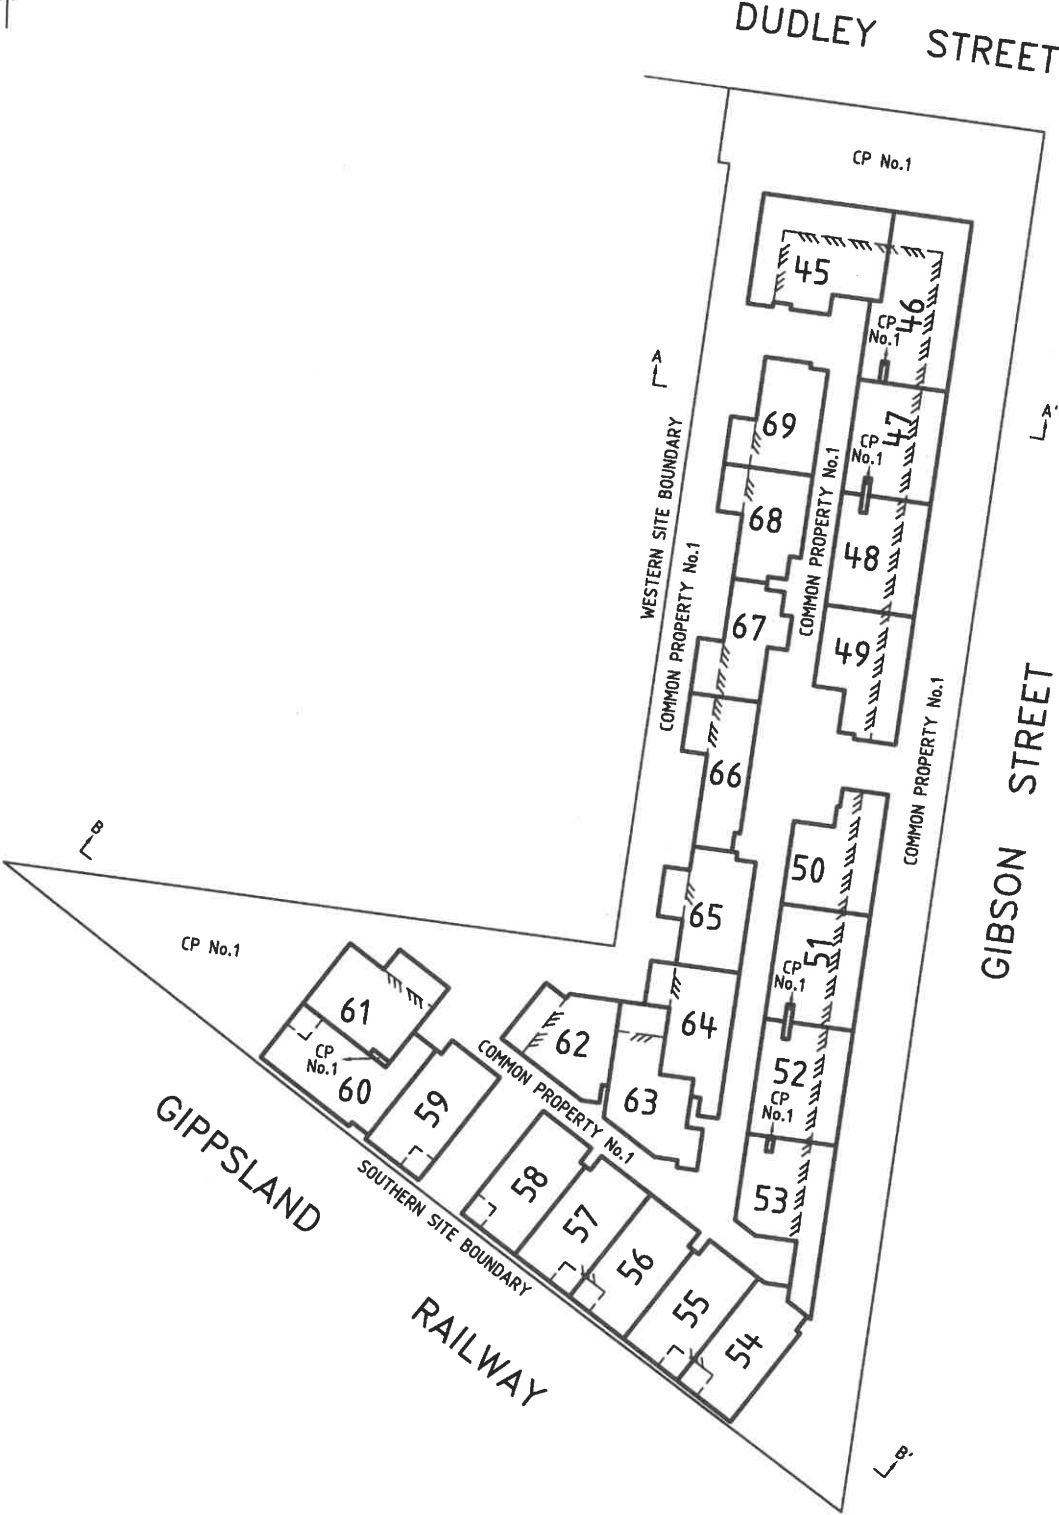 DUDLEY STREET
CP No.1
45
46
CP
No.1
A
A'
69
47
CP
No.1
WESTERN SITE BOUNDARY
COMMON PROPERTY No.1
68
48
COMMON PROPERTY No.1
67
49
66
COMMON PROPERTY No.1
GIBSON STREET
B
50
65
51
CP No.1
CP
No.1
61
62
64
CP
No.1
60
59
COMMON PROPERTY No.1
63
52
CP
No.1
GIPPSLAND RAILWAY
SOUTHERN SITE BOUNDARY
58
57
56
55
54
53
B'